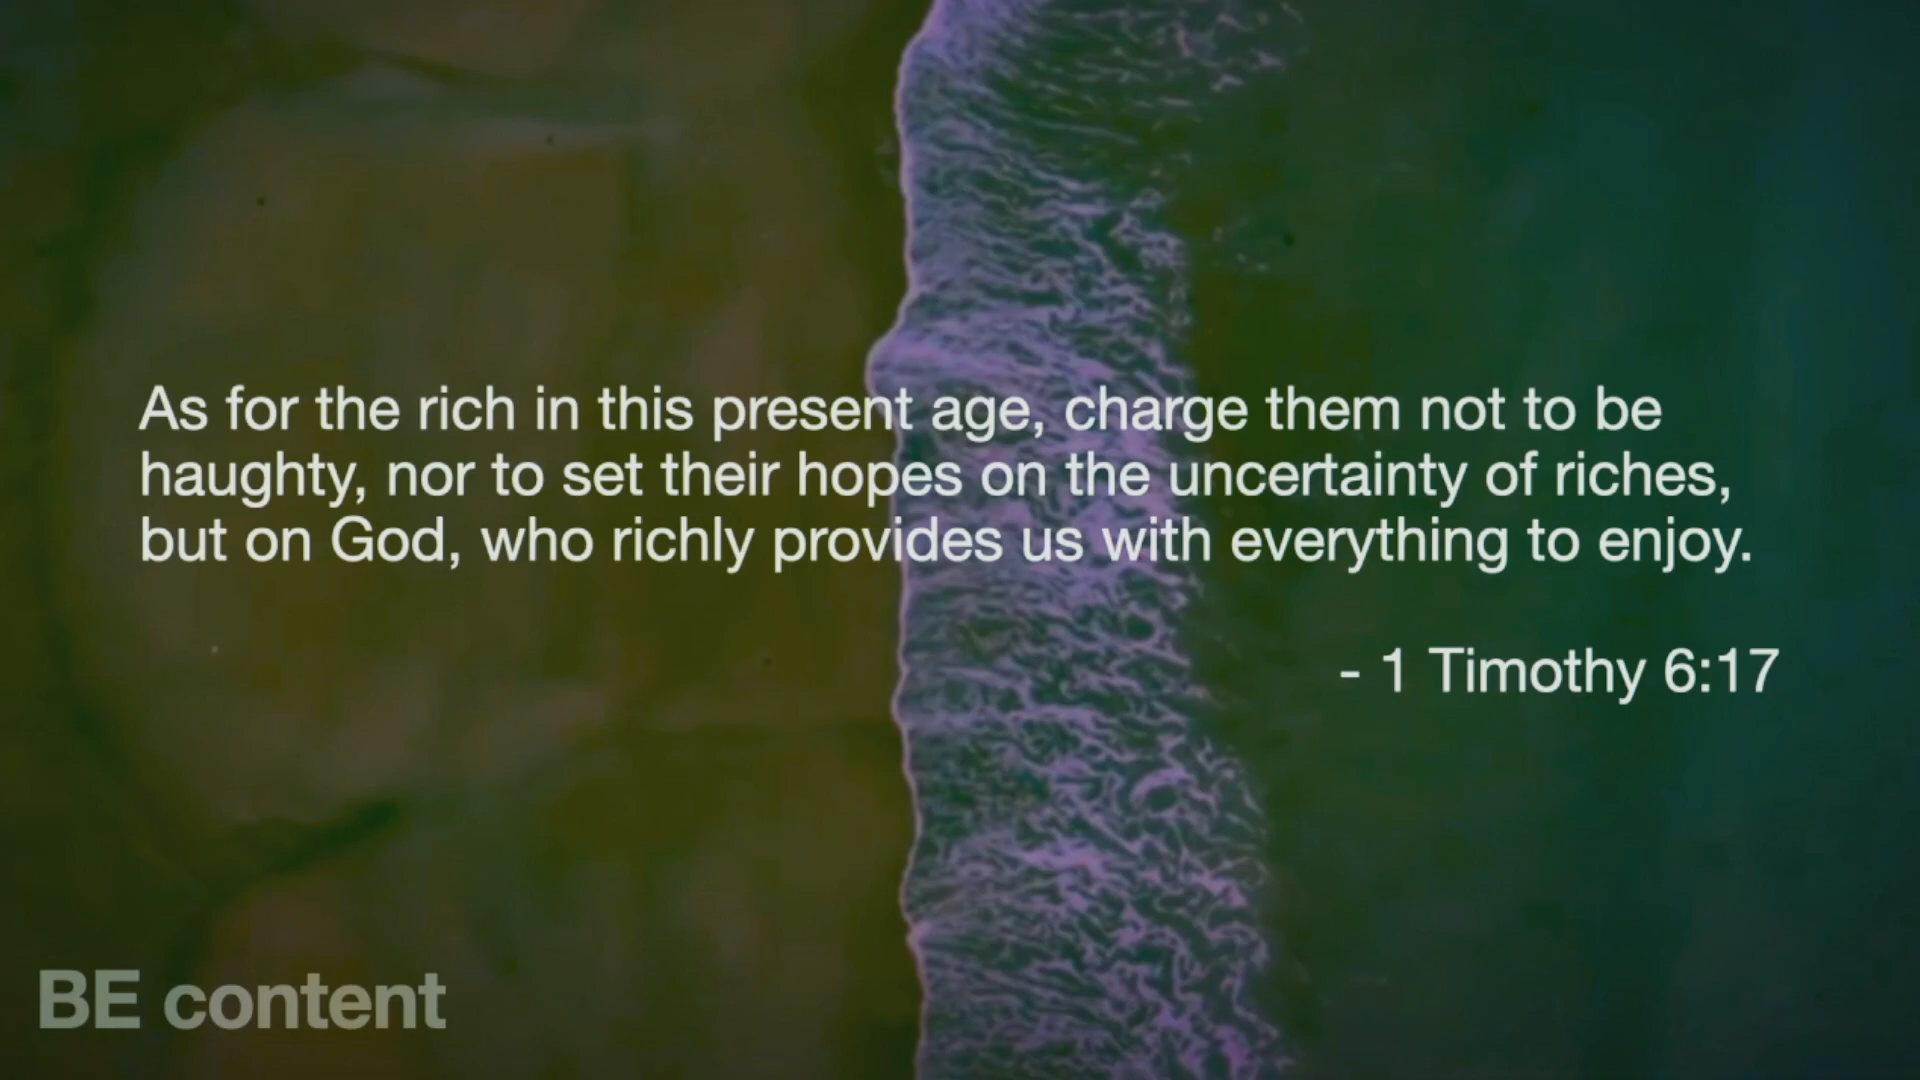 As for the rich in this present age, charge them not to be
haughty, nor to set their hopes on the uncertainty of riches,
but on God, who richly provides us with everything to enjoy.
- 1 Timothy 6:17
BE content